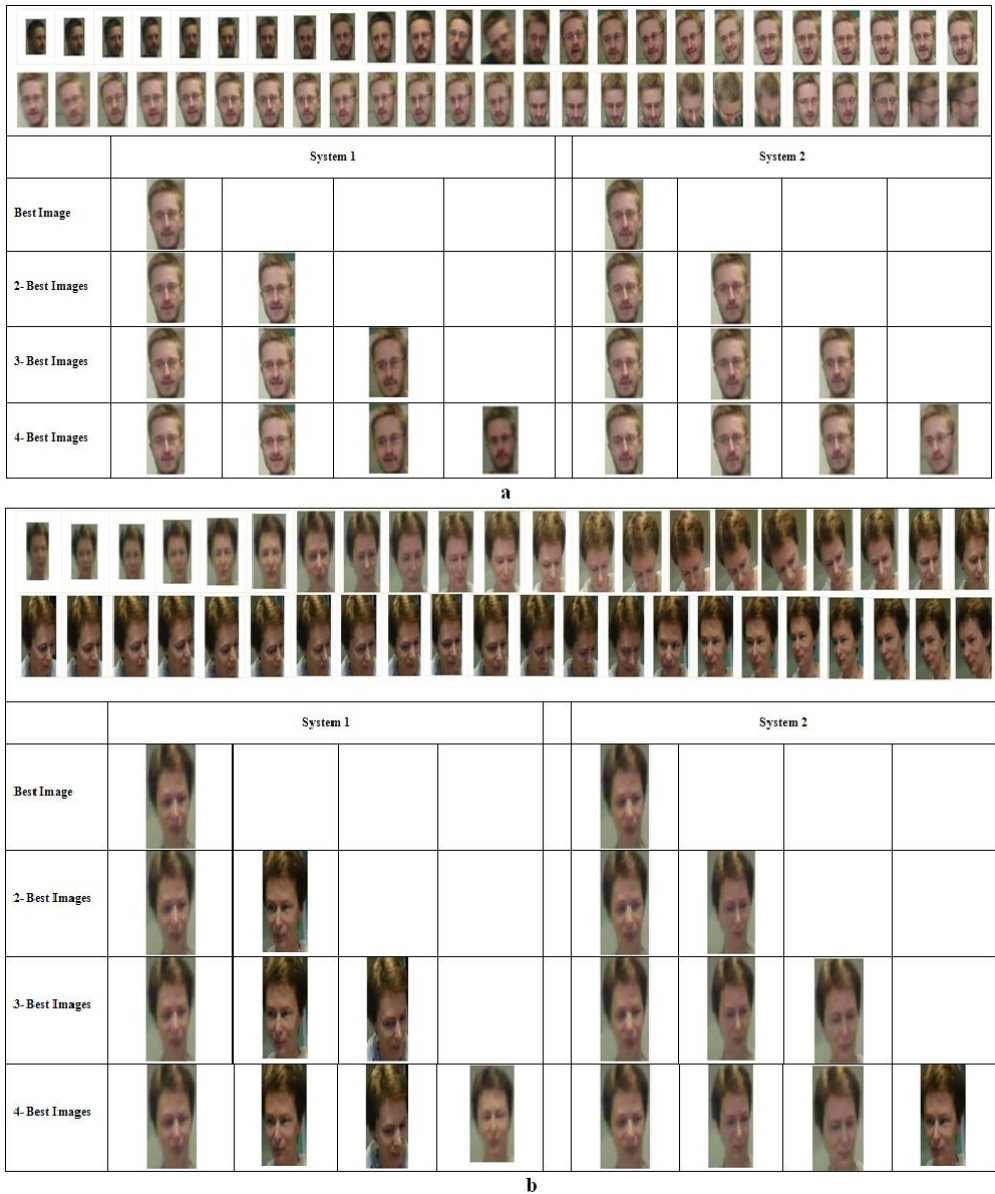 System 1 System 2
Best Image
2- Best Images
3- Best Images
4- Best Images
a
System 1 System 2
Best Image
2- Best Images
3- Best Images
4- Best Images
b